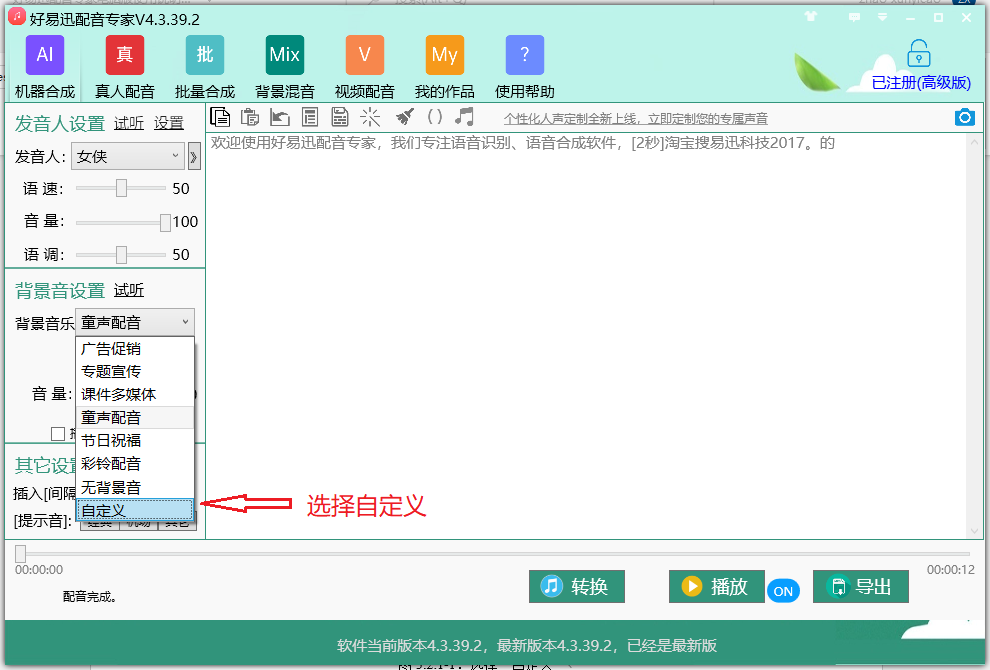 好易迅配音专家V4.3.39.2
AI
真
批
Mix
V
My
?
机器合成
真人配音
批量合成
背景混音
视频配音
我的作品
使用帮助
已注册(高级版)
发音人设置 试听 设置
个性化人声定制全新上线，立即定制您的专属声音
发音人: 女侠
欢迎使用好易迅配音专家，我们专注语音识别、语音合成软件，[2秒]淘宝搜易迅科技2017。的
语 速: 50
音 量: 100
语 调: 50
背景音设置 试听
背景音乐 童声配音
广告促销
专题宣传
音 量: 课件多媒体
童声配音
节日祝福
其它设置
彩铃配音
插入[间隔 无背景音
自定义
选择自定义
[提示音]:
00:00:00
00:00:12
配音完成。
转换
播放
ON
导出
软件当前版本4.3.39.2，最新版本4.3.39.2，已经是最新版